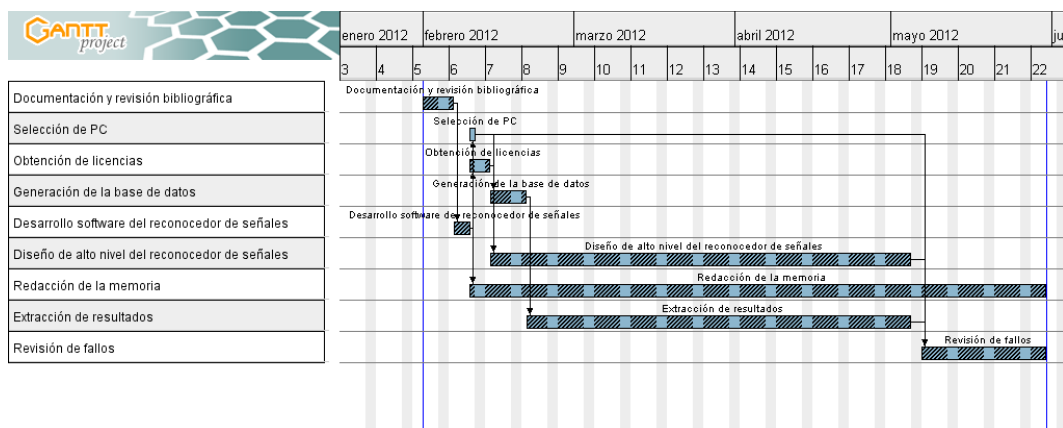 GANTT
project
enero 2012 febrero 2012 marzo 2012 abril 2012 mayo 2012 ju
3 4 5 6 7 8 9 10 11 12 13 14 15 16 17 18 19 20 21 22
Documentación y revisión bibliográfica
Selección de PC
Obtención de licencias
Generación de la base de datos
Desarrollo software del reconocedor de señales
Diseño de alto nivel del reconocedor de señales
Redacción de la memoria
Extracción de resultados
Revisión de fallos
Documentación y revisión bibliográfica
Selección de PC
Obtención de licencias
Generación de la base de datos
Desarrollo software del reconocedor de señales
Diseño de alto nivel del reconocedor de señales
Redacción de la memoria
Extracción de resultados
Revisión de fallos